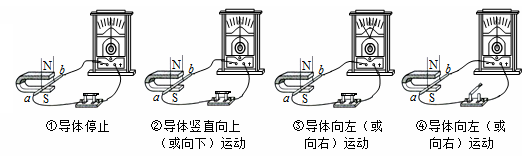 N b a S
N b a S
N b a S
N b a S
①导体停止
②导体竖直向上
（或向下）运动
③导体向左（或
向右）运动
④导体向左（或
向右）运动